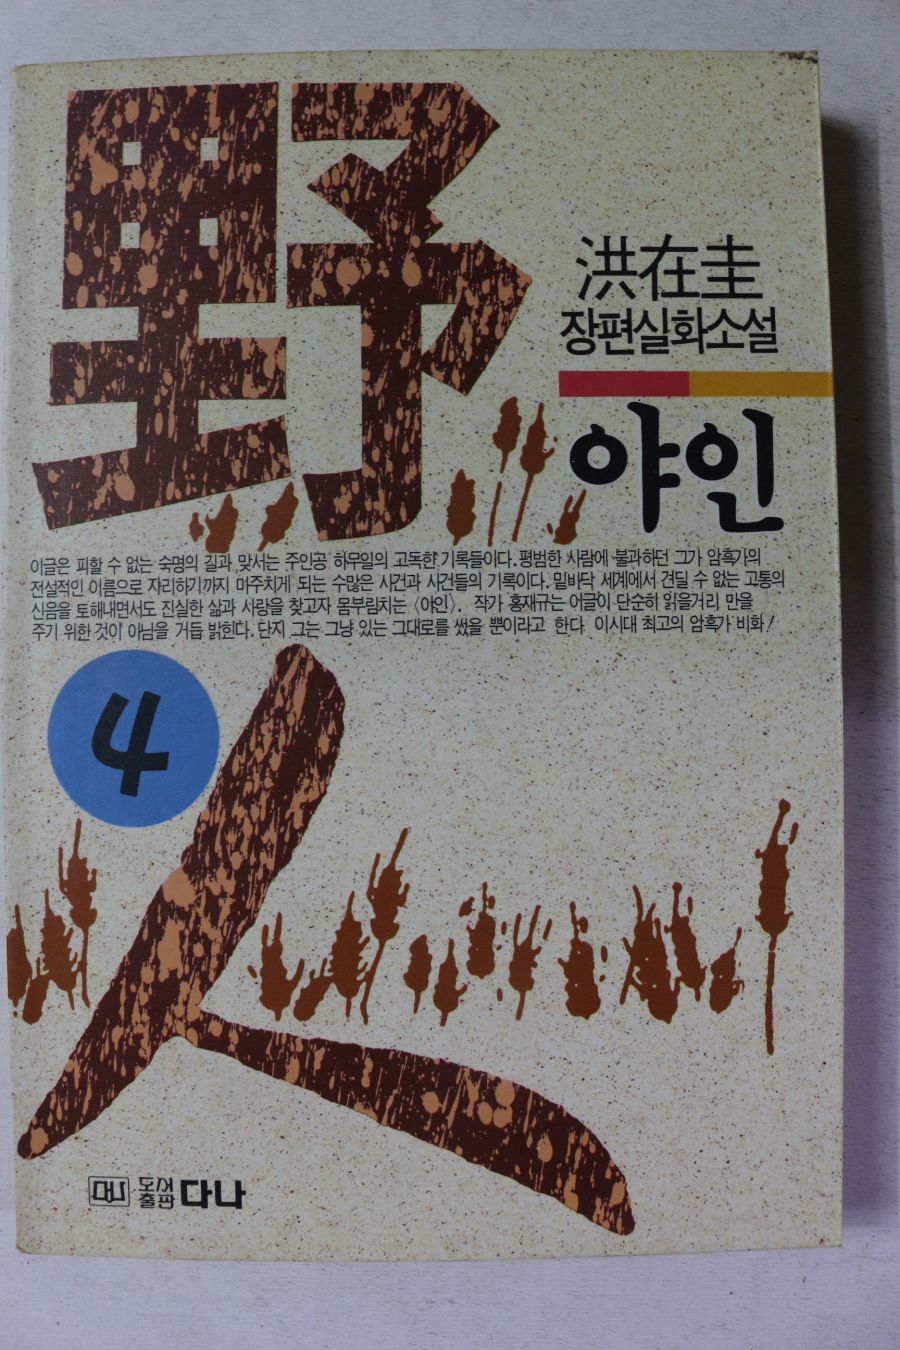 野人
洪在圭
장편실화소설
야인
이글은 피할 수 없는 숙명의 길과 맞서는 주인공 하무일의 고독한 기록들이다. 평범한 사람에 불과하던 그가 암흑가의
전설적인 이름으로 자리하기까지 마주치게 되는 수많은 사건과 사건들의 기록이다. 밑바닥 세계에서 견딜 수 없는 고통의
신음을 토해내면서도 진실한 삶과 사랑을 찾고자 몸부림치는 〈야인〉. 작가 홍재규는 이글이 단순히 읽을거리 만을
주기 위한 것이 아님을 거듭 밝힌다. 단지 그는 그냥 있는 그대로를 썼을 뿐이라고 한다. 이시대 최고의 암흑가 비화!
4
도서
출판 다나